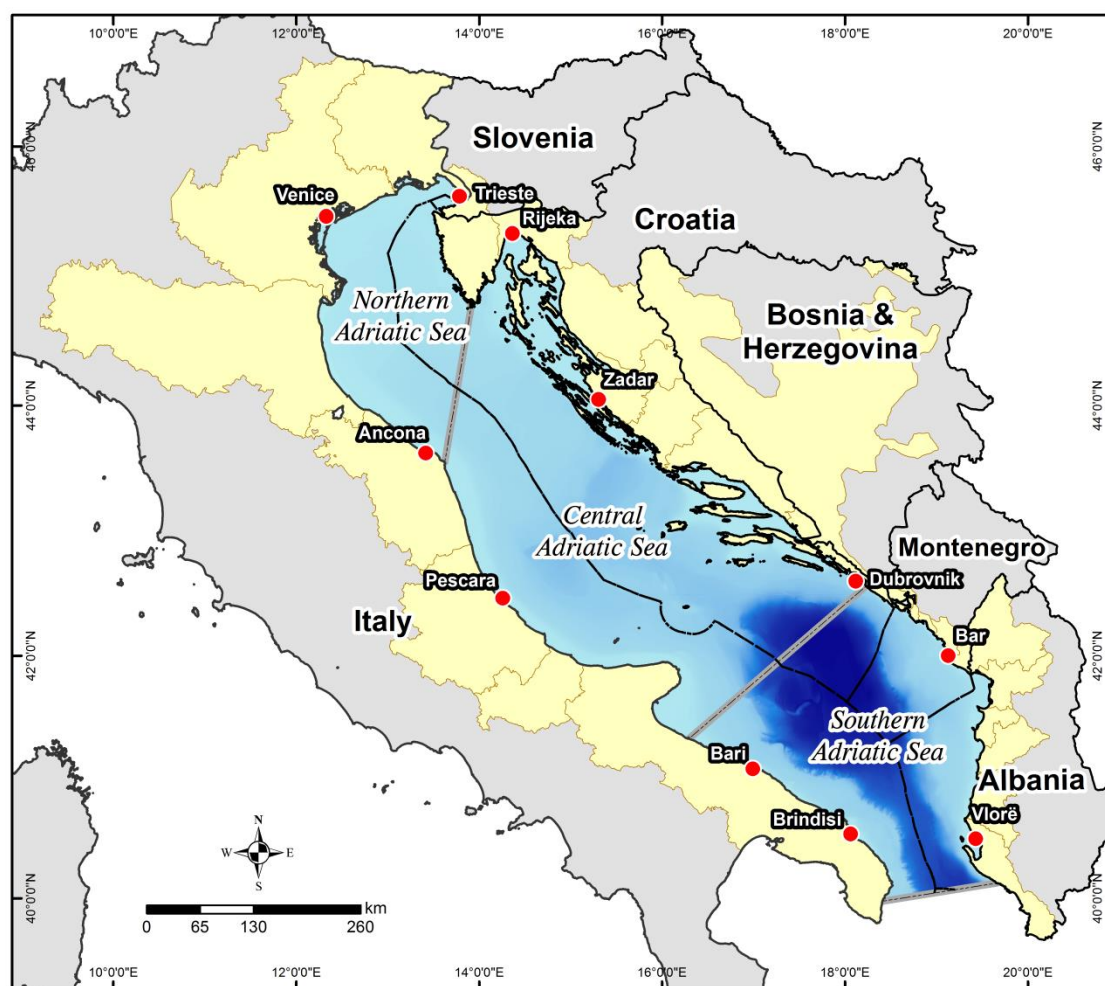 10°0'0"E
12°0'0"E
14°0'0"E
16°0'0"E
18°0'0"E
20°0'0"E
46°0'0"N
46°0'0"N
Slovenia
Venice
Trieste
Rijeka
Croatia
Northern
Adriatic Sea
Bosnia &
Herzegovina
Zadar
44°0'0"N
44°0'0"N
Ancona
Central
Adriatic Sea
Montenegro
Pescara
Dubrovnik
Italy
Bar
42°0'0"N
42°0'0"N
Southern
Adriatic Sea
Bari
Albania
Brindisi
Vlorë
N
W
E
S
40°0'0"N
40°0'0"N
km
0
65
130
260
10°0'0"E
12°0'0"E
14°0'0"E
16°0'0"E
18°0'0"E
20°0'0"E